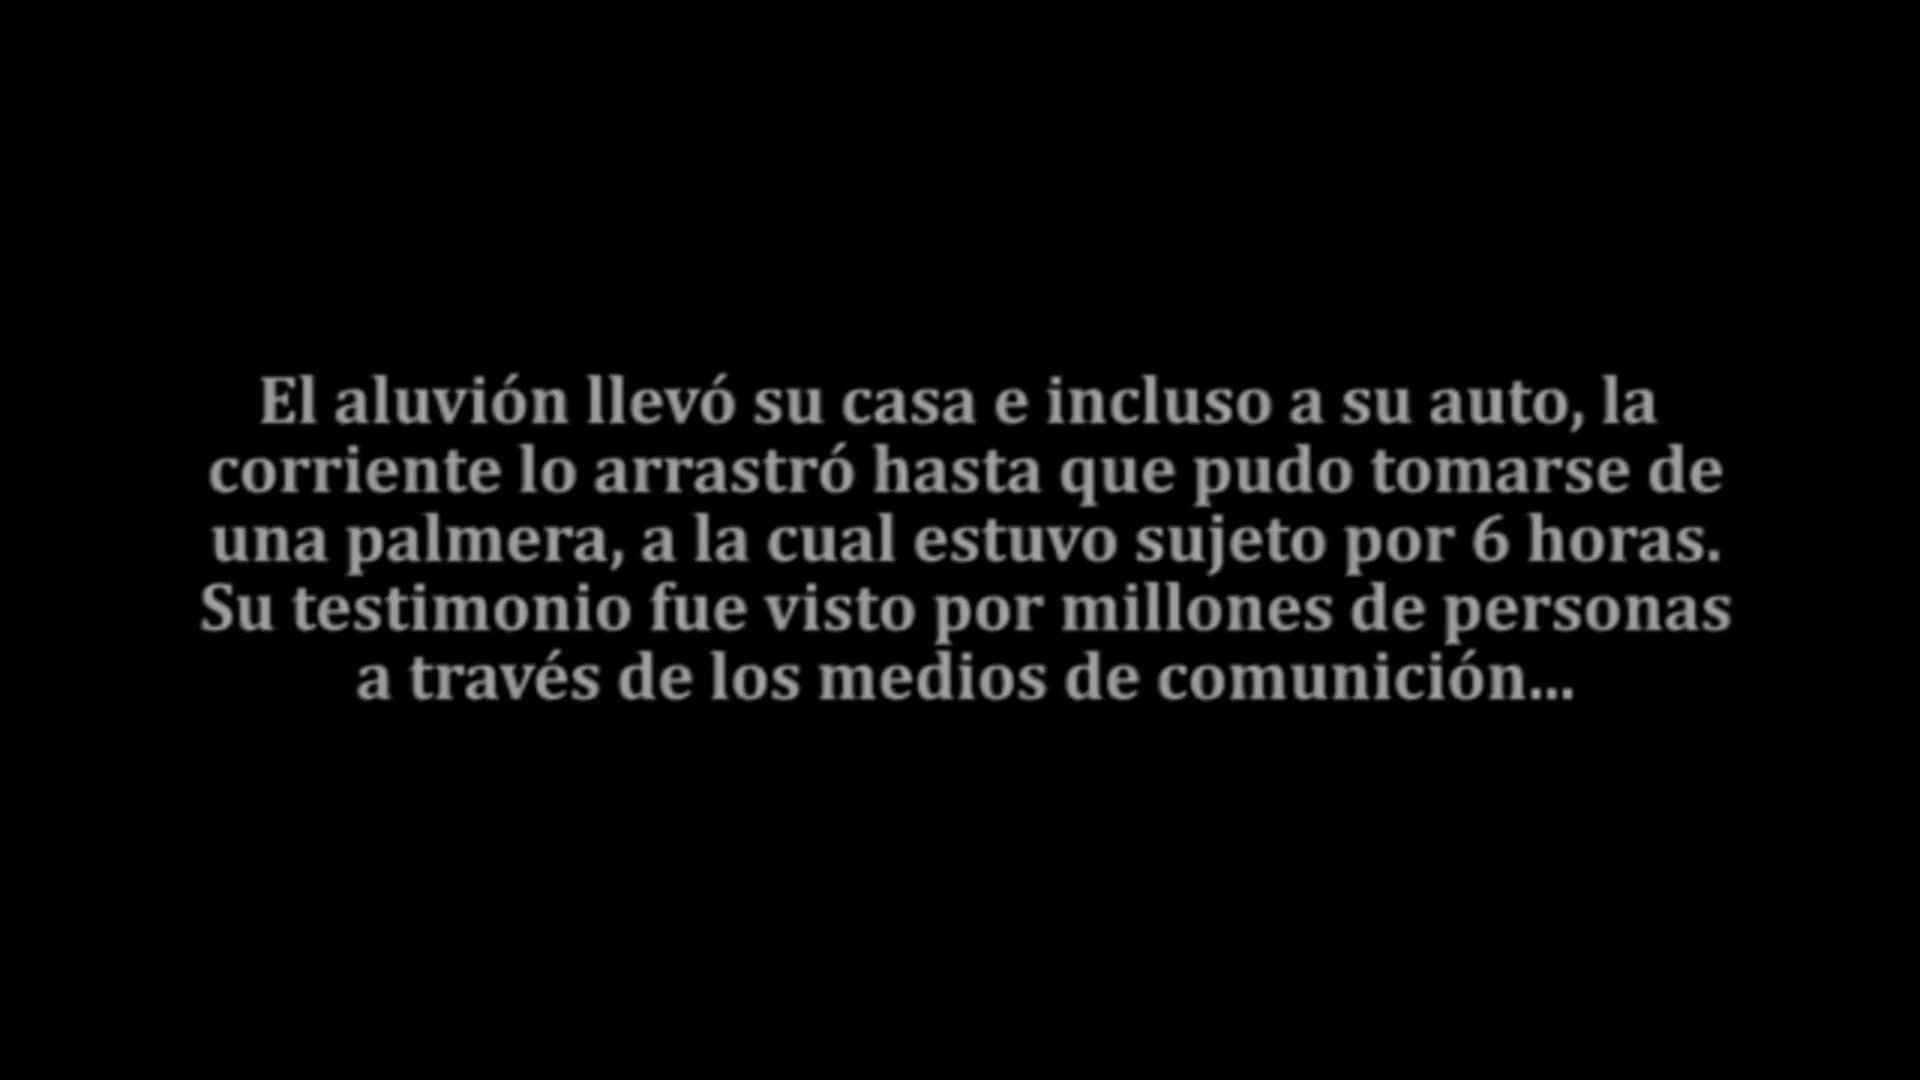 El aluvión llevó su casa e incluso a su auto, la
corriente lo arrastró hasta que pudo tomarse de
una palmera, a la cual estuvo sujeto por 6 horas.
Su testimonio fue visto por millones de personas
a través de los medios de comunición...